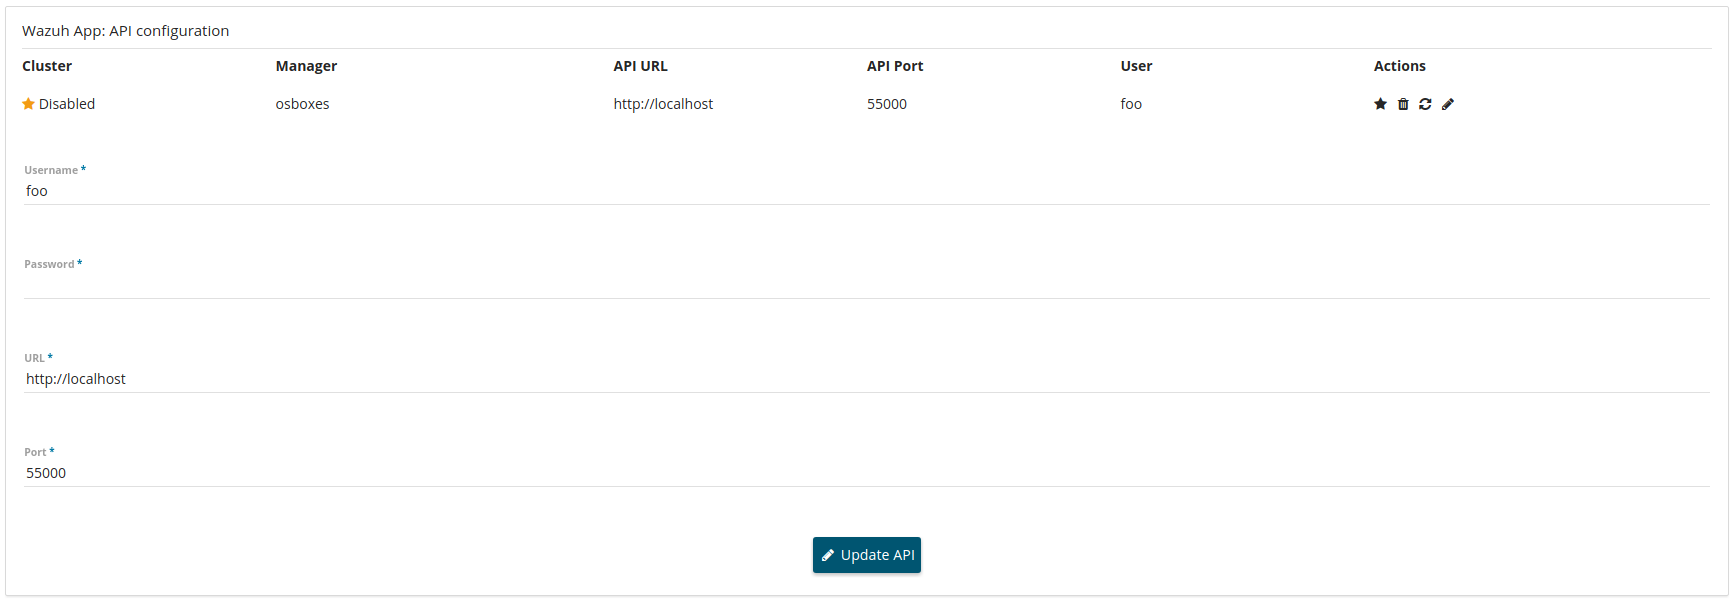 Wazuh App: API configuration
Cluster Manager API URL API Port User Actions
Disabled osboxes http://localhost 55000 foo
Username *
foo
Password *
URL *
http://localhost
Port *
55000
Update API